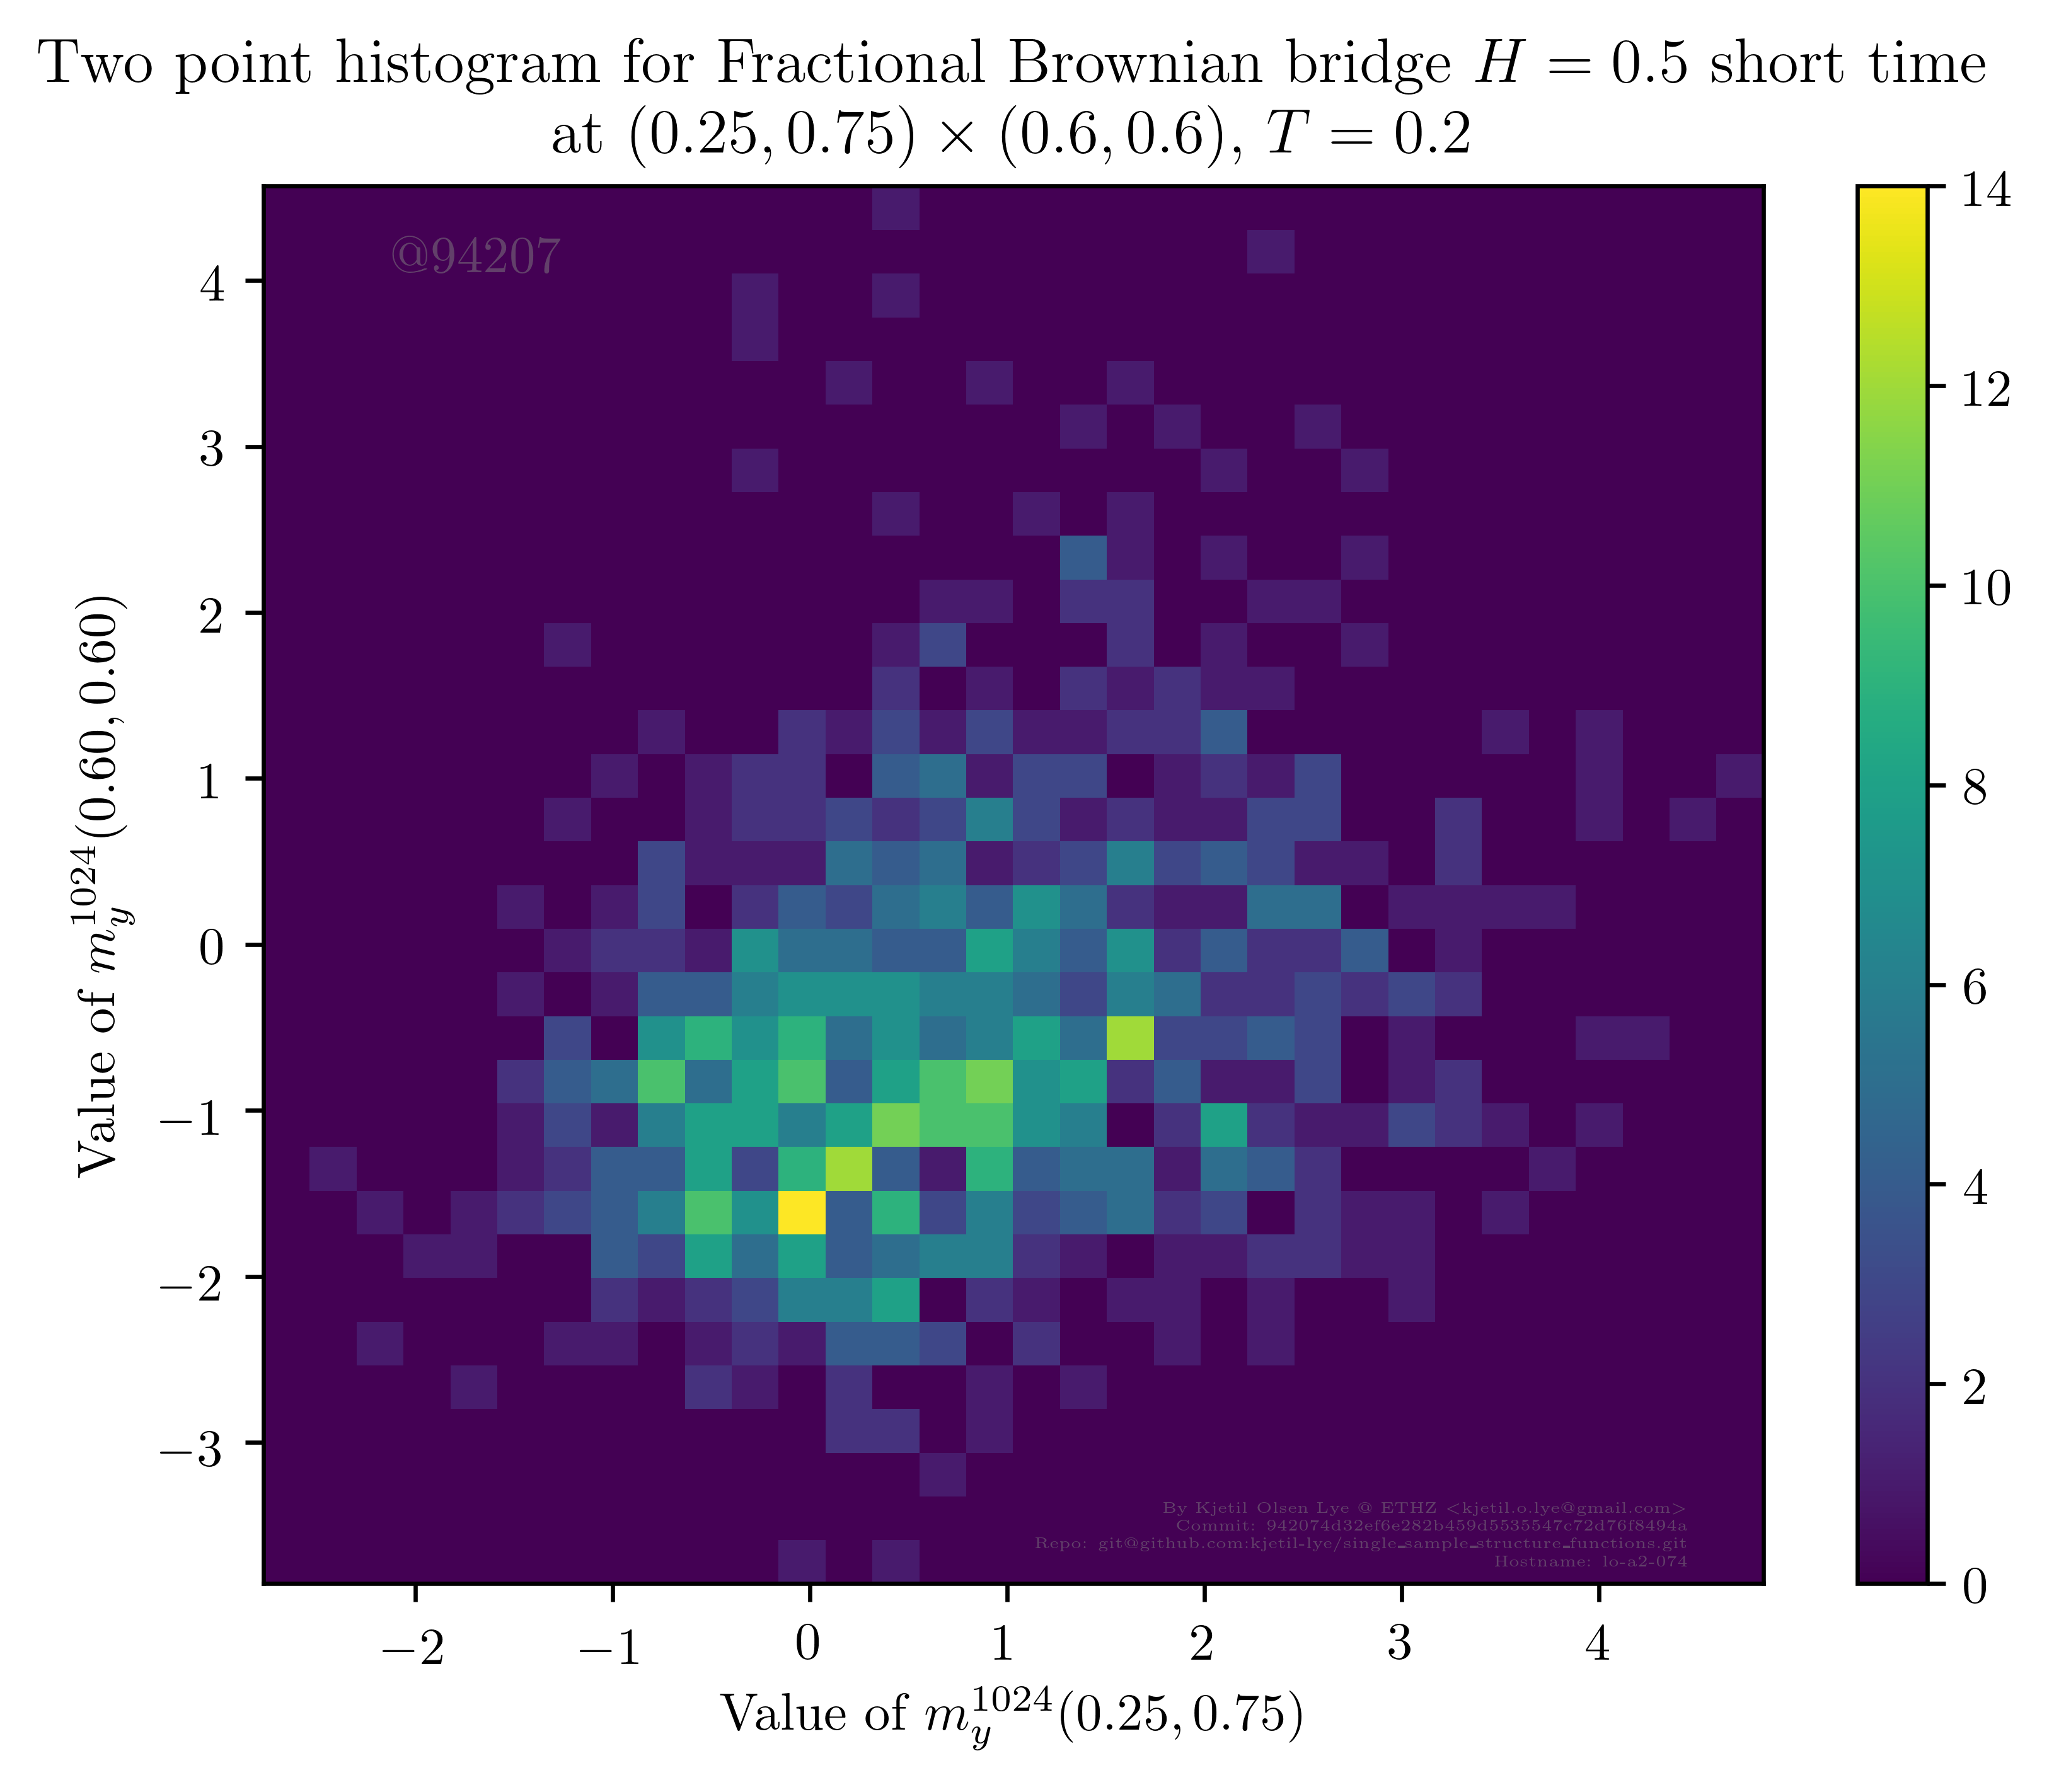 Two point histogram for Fractional Brownian bridge H = 0.5 short time
at (0.25, 0.75) × (0.6, 0.6), T = 0.2
@94207
4
3
2
1
0
−1
−2
−3
Value of m_y^1024(0.60, 0.60)
−2 −1 0 1 2 3 4
Value of m_y^1024(0.25, 0.75)
14
12
10
8
6
4
2
0
By Kjetil Olsen Lye @ ETHZ <kjetil.o.lye@gmail.com>
Commit: 942074d32ef6e282b459d5535547c72d76f8494a
Repo: git@github.com:kjetil-lye/single_sample_structure_functions.git
Hostname: lo-a2-074